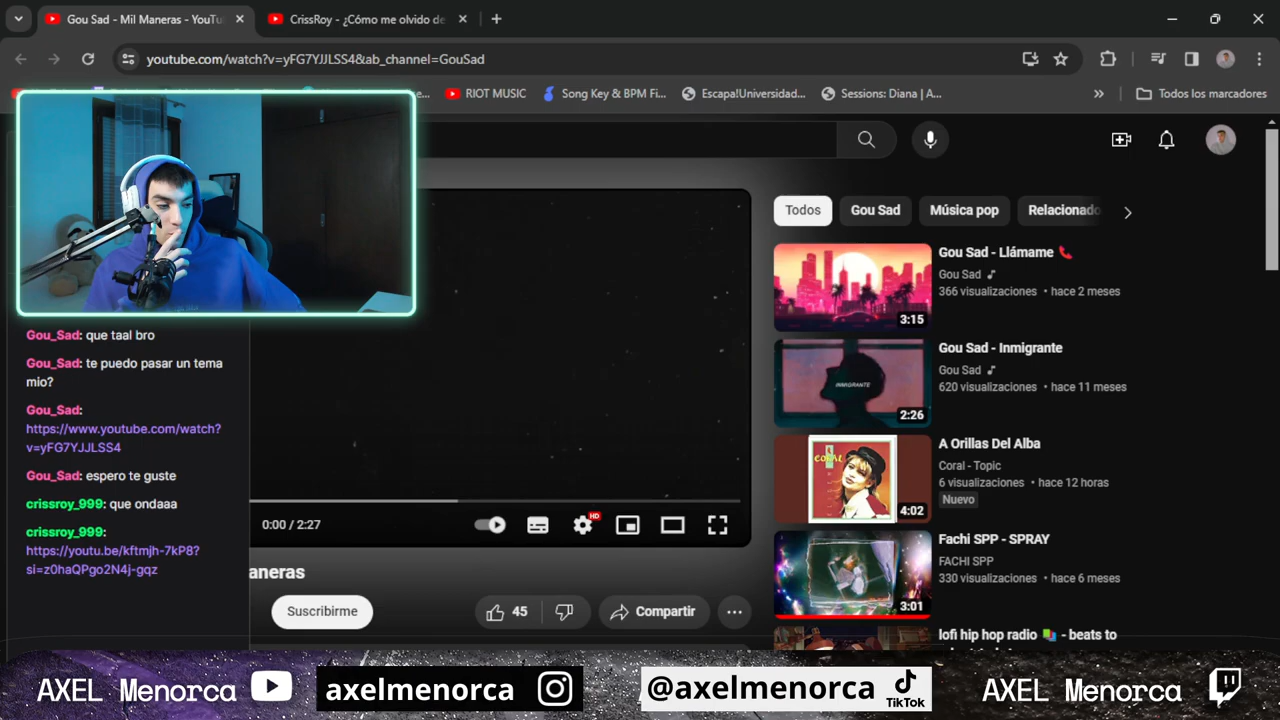 Gou Sad - Mil Maneras - YouTu
CrissRoy - ¿Cómo me olvido de
youtube.com/watch?v=yFG7YJJLSS4&ab_channel=GouSad
e...
RIOT MUSIC
Song Key & BPM Fi...
Escapa!Universidad...
Sessions: Diana | A...
Todos los marcadores
Todos
Gou Sad
Música pop
Relacionado
Gou Sad - Llámame
Gou Sad
366 visualizaciones • hace 2 meses
3:15
Gou Sad - Inmigrante
Gou Sad
620 visualizaciones • hace 11 meses
INMIGRANTE
2:26
A Orillas Del Alba
Coral - Topic
6 visualizaciones • hace 12 horas
Nuevo
CORAL
4:02
Fachi SPP - SPRAY
FACHI SPP
330 visualizaciones • hace 6 meses
3:01
lofi hip hop radio - beats to
Gou_Sad: que taal bro
Gou_Sad: te puedo pasar un tema
mio?
Gou_Sad:
https://www.youtube.com/watch?
v=yFG7YJJLSS4
Gou_Sad: espero te guste
crissroy_999: que ondaaa
crissroy_999:
https://youtu.be/kftmjh-7kP8?
si=z0haQPgo2N4j-gqz
0:00 / 2:27
HD
aneras
Suscribirme
45
Compartir
AXEL Menorca
axelmenorca
@axelmenorca
TikTok
AXEL Menorca